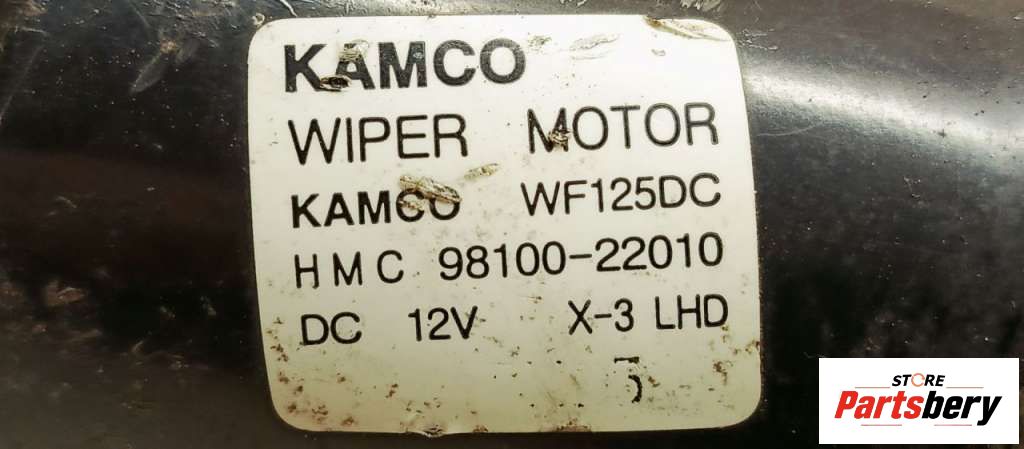 KAMCO
WIPER MOTOR
KAMCO WF125DC
HMC 98100-22010
DC 12V X-3 LHD
STORE
Partsbery